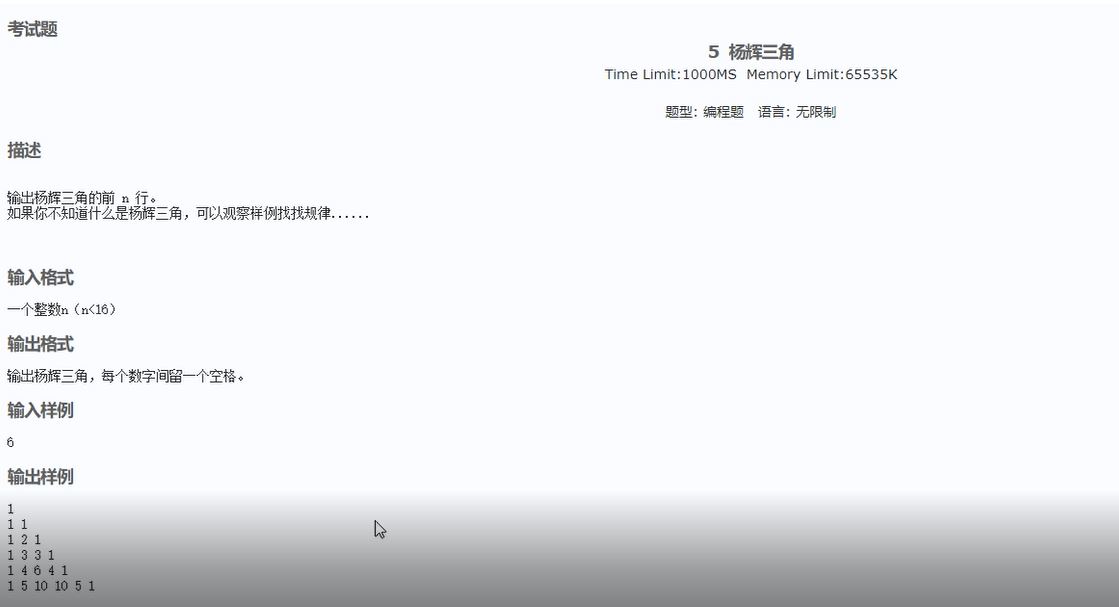 考试题
5 杨辉三角
Time Limit:1000MS Memory Limit:65535K
题型: 编程题 语言: 无限制
描述
输出杨辉三角的前 n 行。
如果你不知道什么是杨辉三角，可以观察样例找找规律......
输入格式
一个整数n（n<16）
输出格式
输出杨辉三角，每个数字间留一个空格。
输入样例
6
输出样例
1
1 1
1 2 1
1 3 3 1
1 4 6 4 1
1 5 10 10 5 1